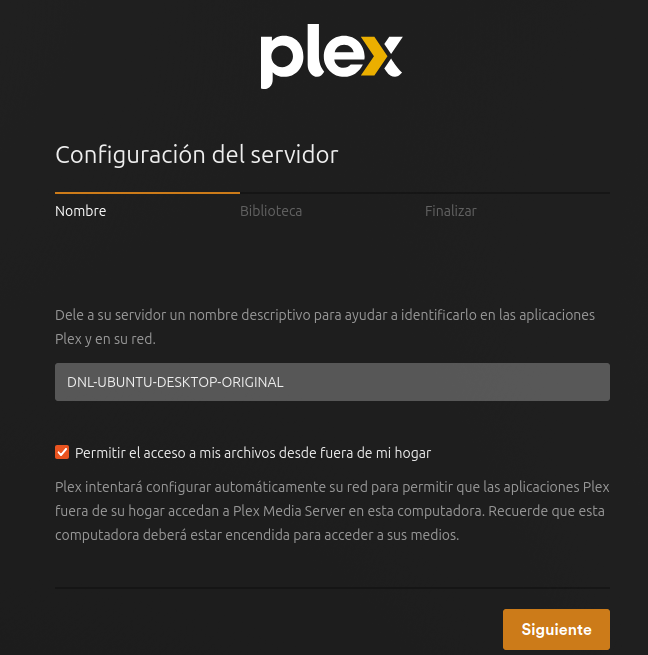 plex
Configuración del servidor
Nombre Biblioteca Finalizar
Dele a su servidor un nombre descriptivo para ayudar a identificarlo en las aplicaciones
Plex y en su red.
DNL-UBUNTU-DESKTOP-ORIGINAL
Permitir el acceso a mis archivos desde fuera de mi hogar
Plex intentará configurar automáticamente su red para permitir que las aplicaciones Plex
fuera de su hogar accedan a Plex Media Server en esta computadora. Recuerde que esta
computadora deberá estar encendida para acceder a sus medios.
Siguiente